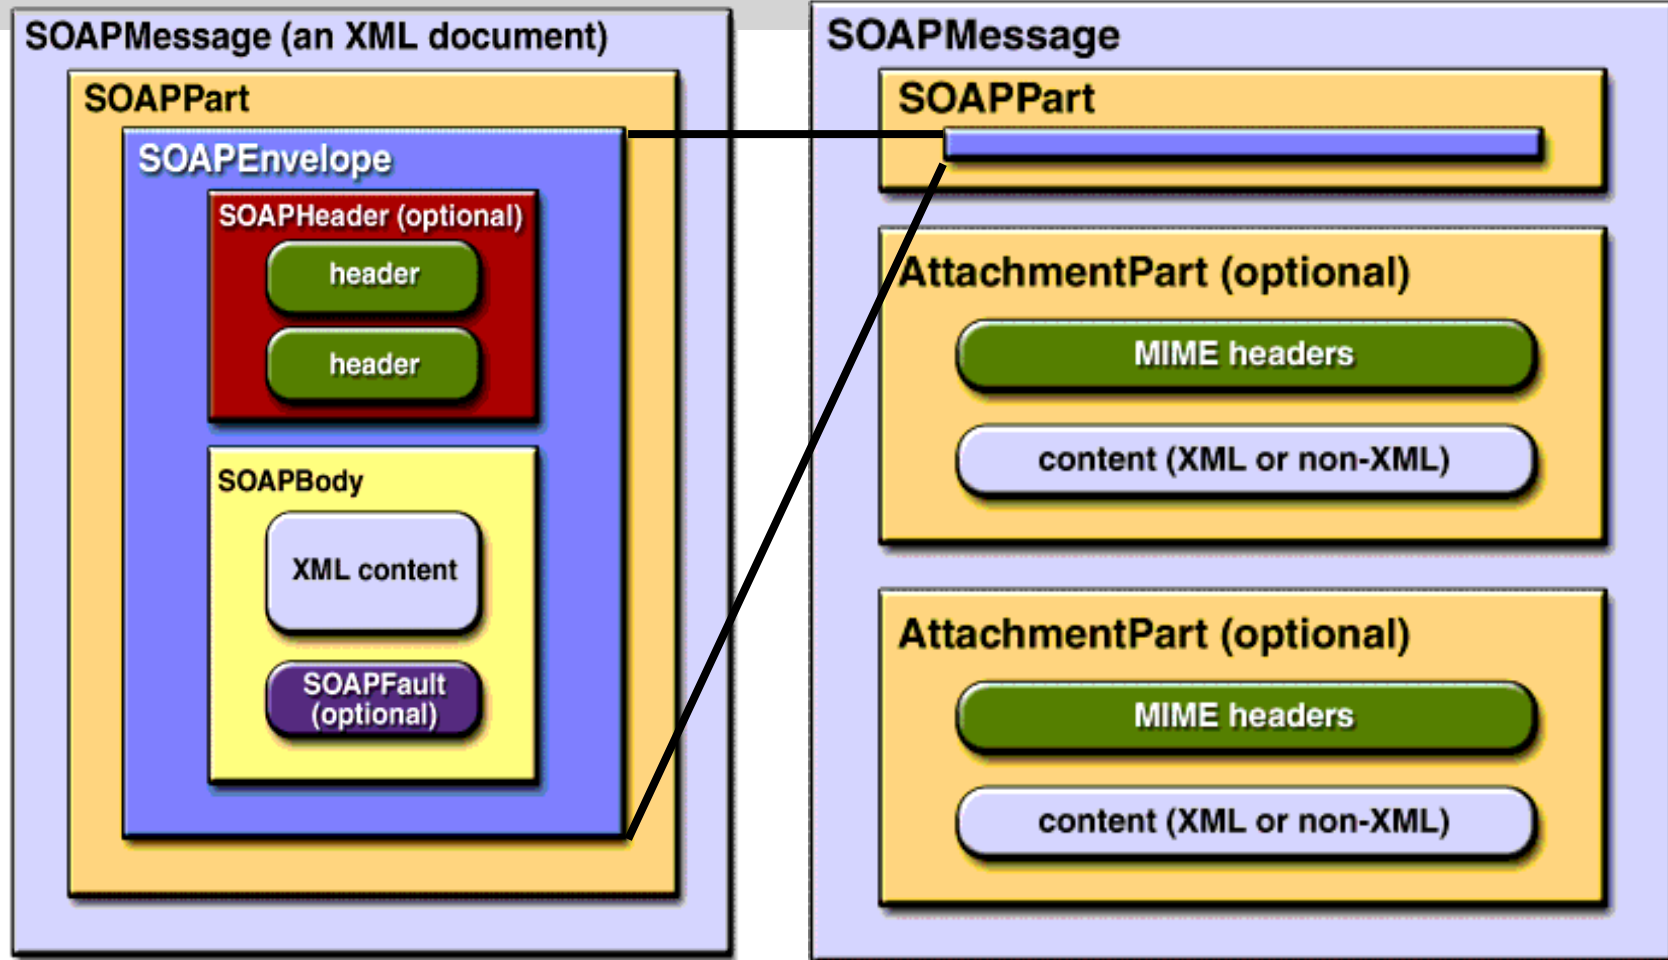 SOAPMessage (an XML document)
SOAPPart
SOAPEnvelope
SOAPHeader (optional)
header
header
SOAPBody
XML content
SOAPFault
(optional)
SOAPMessage
SOAPPart
AttachmentPart (optional)
MIME headers
content (XML or non-XML)
AttachmentPart (optional)
MIME headers
content (XML or non-XML)